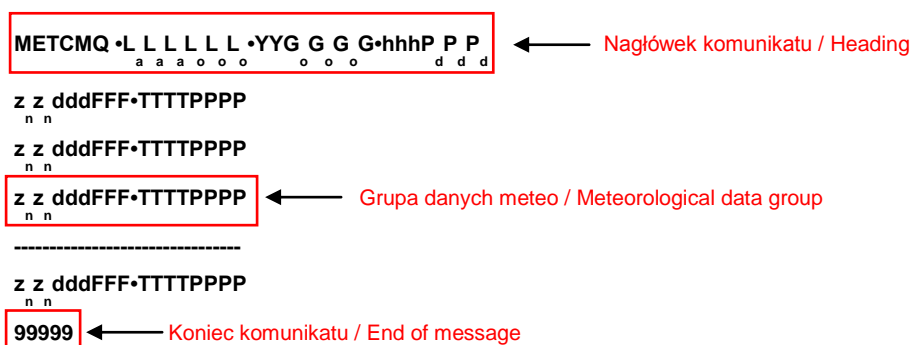 METCMQ •L L L L L L •YYG G G G•hhhP P P
a a a o o o o o o d d d
Nagłówek komunikatu / Heading
z z dddFFF•TTTTPPPP
n n
z z dddFFF•TTTTPPPP
n n
z z dddFFF•TTTTPPPP
n n
Grupa danych meteo / Meteorological data group
--------------------------------
z z dddFFF•TTTTPPPP
n n
99999
Koniec komunikatu / End of message